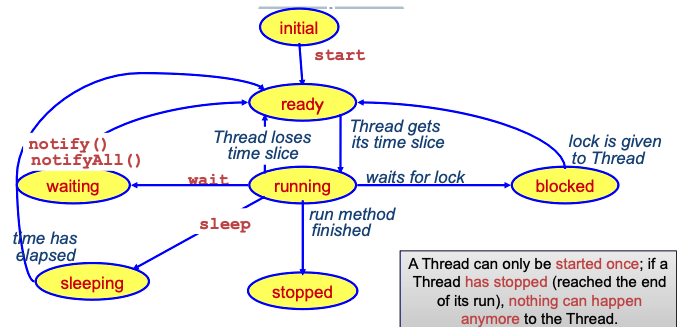 initial
start
ready
Thread loses
time slice
Thread gets
its time slice
lock is given
to Thread
notify()
notifyAll()
waiting
wait
running
waits for lock
blocked
sleep
run method
finished
time has
elapsed
sleeping
stopped
A Thread can only be started once; if a
Thread has stopped (reached the end
of its run), nothing can happen
anymore to the Thread.